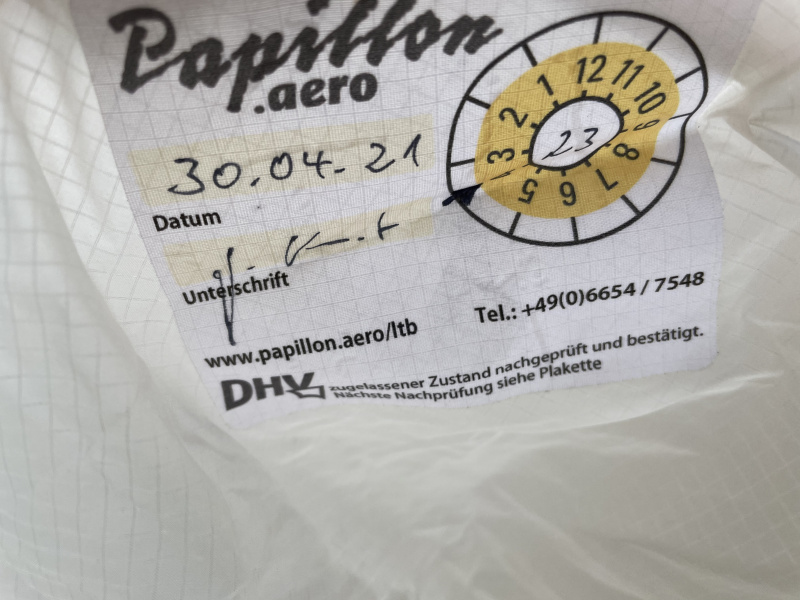 Papillon
.aero
30.04.21
Datum
Unterschrift
www.papillon.aero/ltb
Tel.: +49(0)6654 / 7548
DHV zugelassener Zustand nachgeprüft und bestätigt.
Nächste Nachprüfung siehe Plakette
12 11 10 9 8 7 6 5 3 2 1
23